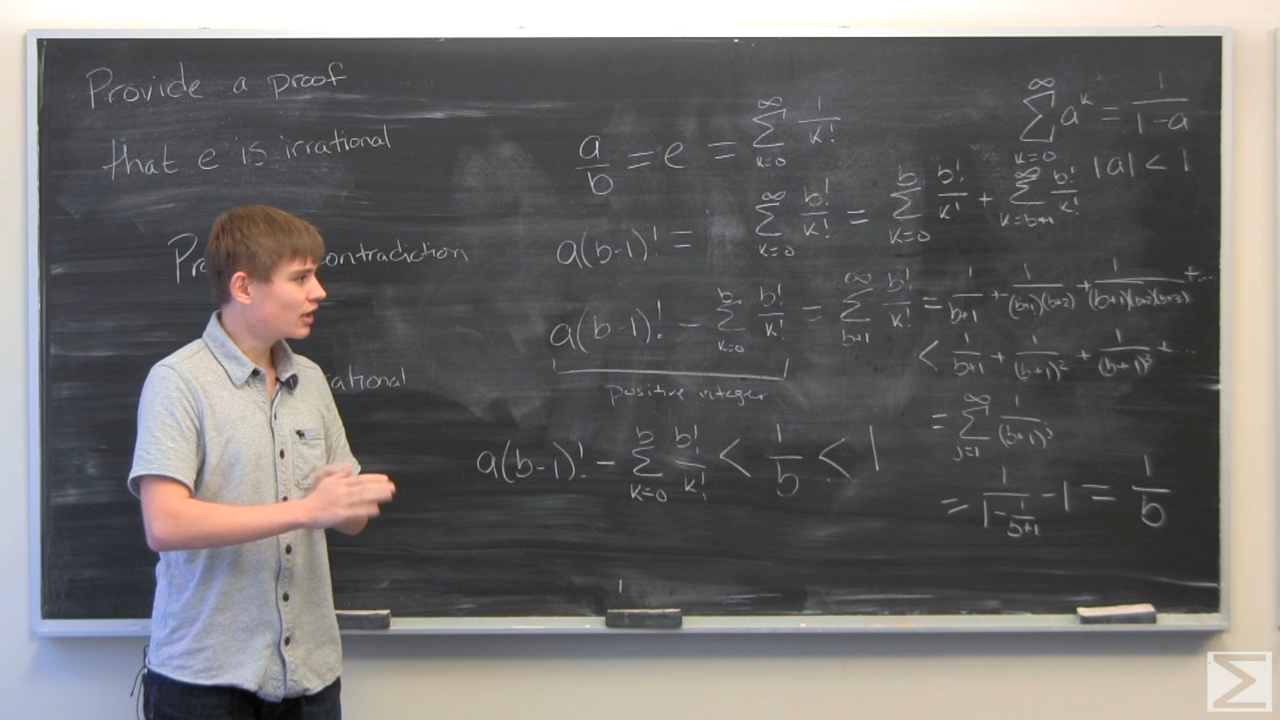 Provide a proof
that e is irrational
contradiction
a/b = e = ∑_{k=0}^{∞} 1/k!
∑_{k=0}^{∞} a^k = 1/(1-a)
|a| < 1
a(b-1)! = ∑_{k=0}^{∞} b!/k! = ∑_{k=0}^{b} b!/k! + ∑_{k=b+1}^{∞} b!/k!
a(b-1)! - ∑_{k=0}^{b} b!/k! = ∑_{b+1}^{∞} b!/k! = 1/(b+1) + 1/((b+1)(b+2)) + 1/((b+1)(b+2)(b+3)) + ...
positive integer
< 1/(b+1) + 1/(b+1)^2 + 1/(b+1)^3 + ...
= ∑_{j=1}^{∞} 1/(b+1)^j
a(b-1)! - ∑_{k=0}^{b} b!/k! < 1/b < 1
= 1/(1-1/(b+1)) - 1 = 1/b
∑